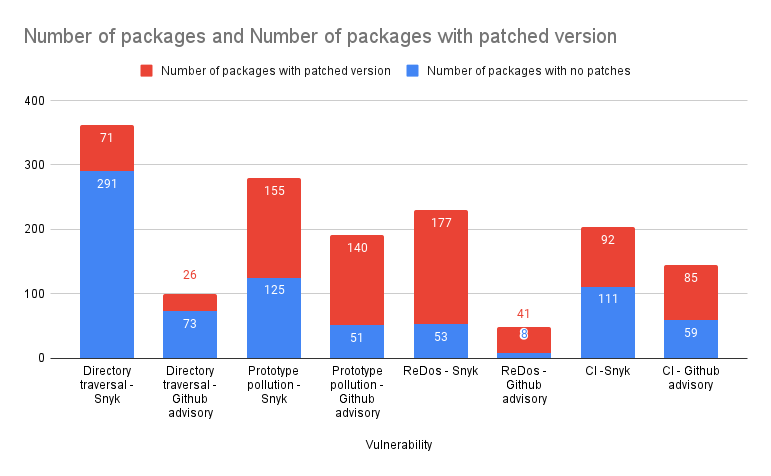 Number of packages and Number of packages with patched version
Number of packages with patched version
Number of packages with no patches
400
300
200
100
0
71
291
26
73
155
125
140
51
177
53
41
8
92
111
85
59
Directory
traversal -
Snyk
Directory
traversal -
Github
advisory
Prototype
pollution -
Snyk
Prototype
pollution -
Github
advisory
ReDos - Snyk
ReDos -
Github
advisory
CI -Snyk
CI - Github
advisory
Vulnerability